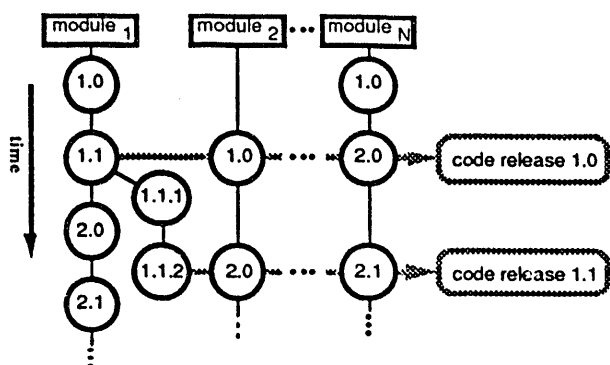 module 1
module 2
module N
1.0
1.0
time
1.1
1.0
2.0
code release 1.0
1.1.1
2.0
1.1.2
2.0
2.1
code release 1.1
2.1